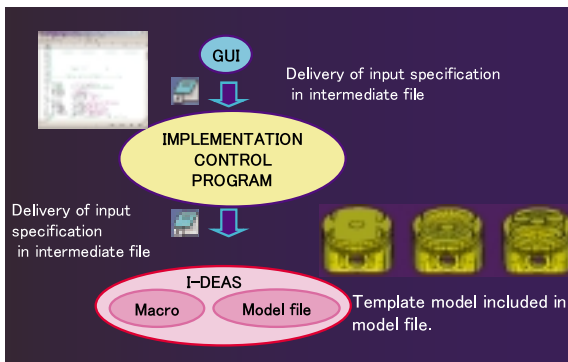 GUI
Delivery of input specification
in intermediate file
IMPLEMENTATION
CONTROL
PROGRAM
Delivery of input
specification
in intermediate file
I-DEAS
Macro
Model file
Template model included in
model file.